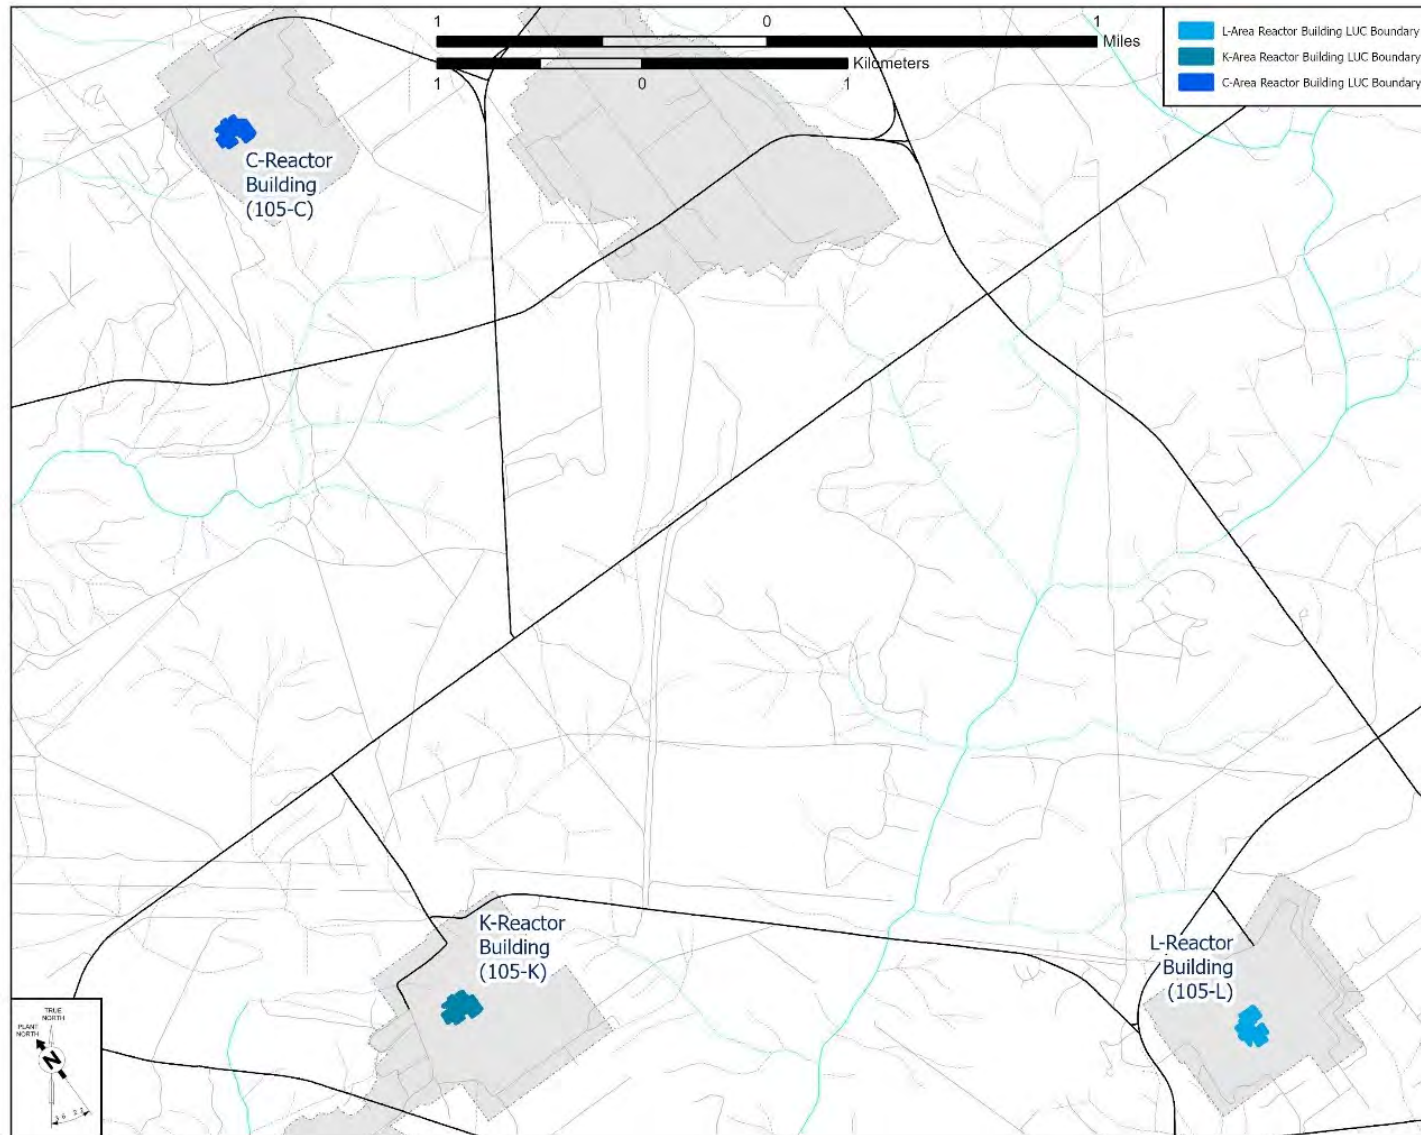 1 0 1
Miles
Kilometers
1 0 1
L-Area Reactor Building LUC Boundary
K-Area Reactor Building LUC Boundary
C-Area Reactor Building LUC Boundary
C-Reactor
Building
(105-C)
K-Reactor
Building
(105-K)
L-Reactor
Building
(105-L)
TRUE
NORTH
PLANT
NORTH
N